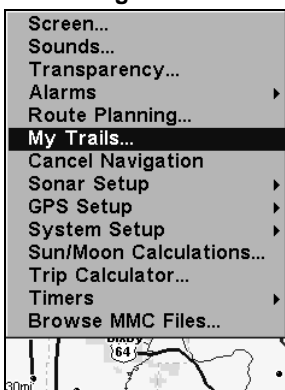 Screen...
Sounds...
Transparency...
Alarms
Route Planning...
My Trails...
Cancel Navigation
Sonar Setup
GPS Setup
System Setup
Sun/Moon Calculations...
Trip Calculator...
Timers
Browse MMC Files...
64
30mi